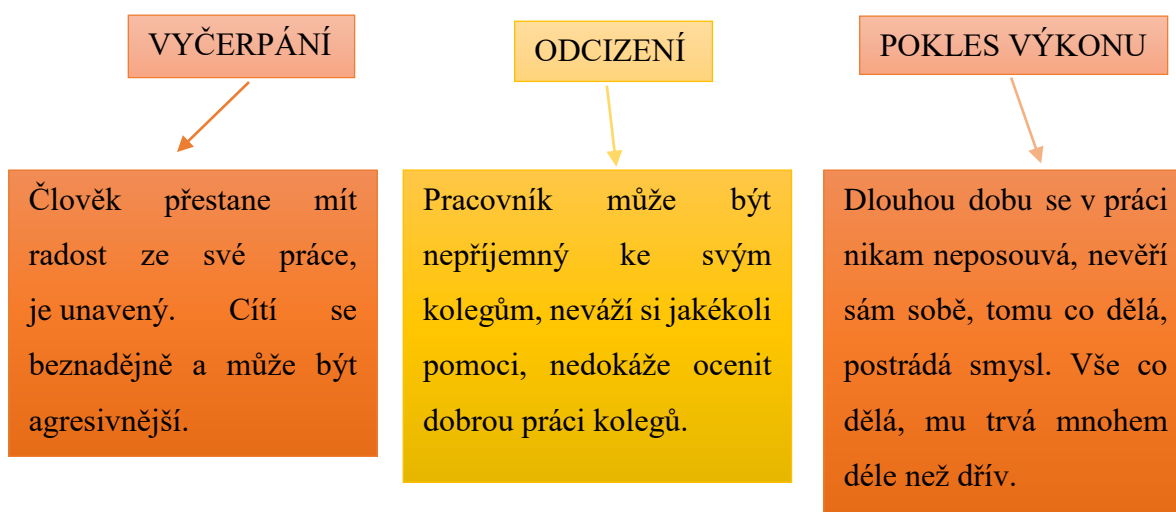 VYČERPÁNÍ
Člověk přestane mít
radost ze své práce,
je unavený. Cítí se
beznadějně a může být
agresivnější.
ODCIZENÍ
Pracovník může být
nepříjemný ke svým
kolegům, neváží si jakékoli
pomoci, nedokáže ocenit
dobrou práci kolegů.
POKLES VÝKONU
Dlouhou dobu se v práci
nikam neposouvá, nevěří
sám sobě, tomu co dělá,
postrádá smysl. Vše co
dělá, mu trvá mnohem
déle než dřív.